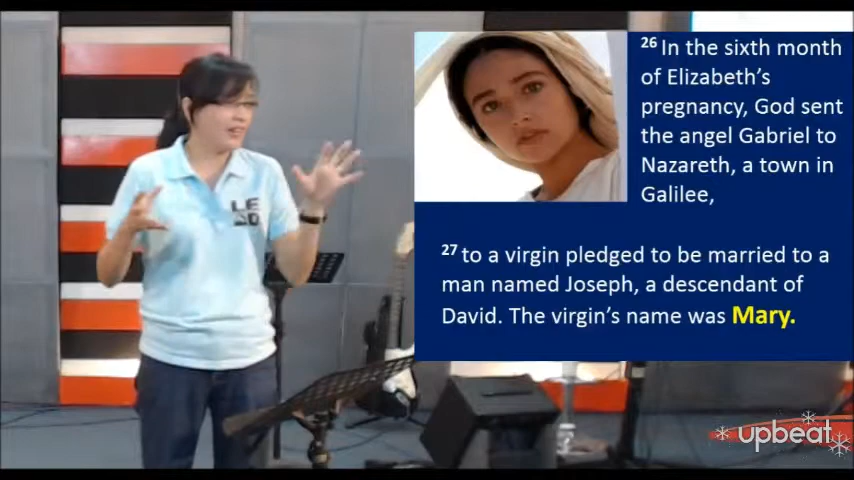 26 In the sixth month
of Elizabeth's
pregnancy, God sent
the angel Gabriel to
Nazareth, a town in
Galilee,
27 to a virgin pledged to be married to a
man named Joseph, a descendant of
David. The virgin's name was Mary.
LE
AD
upbeat